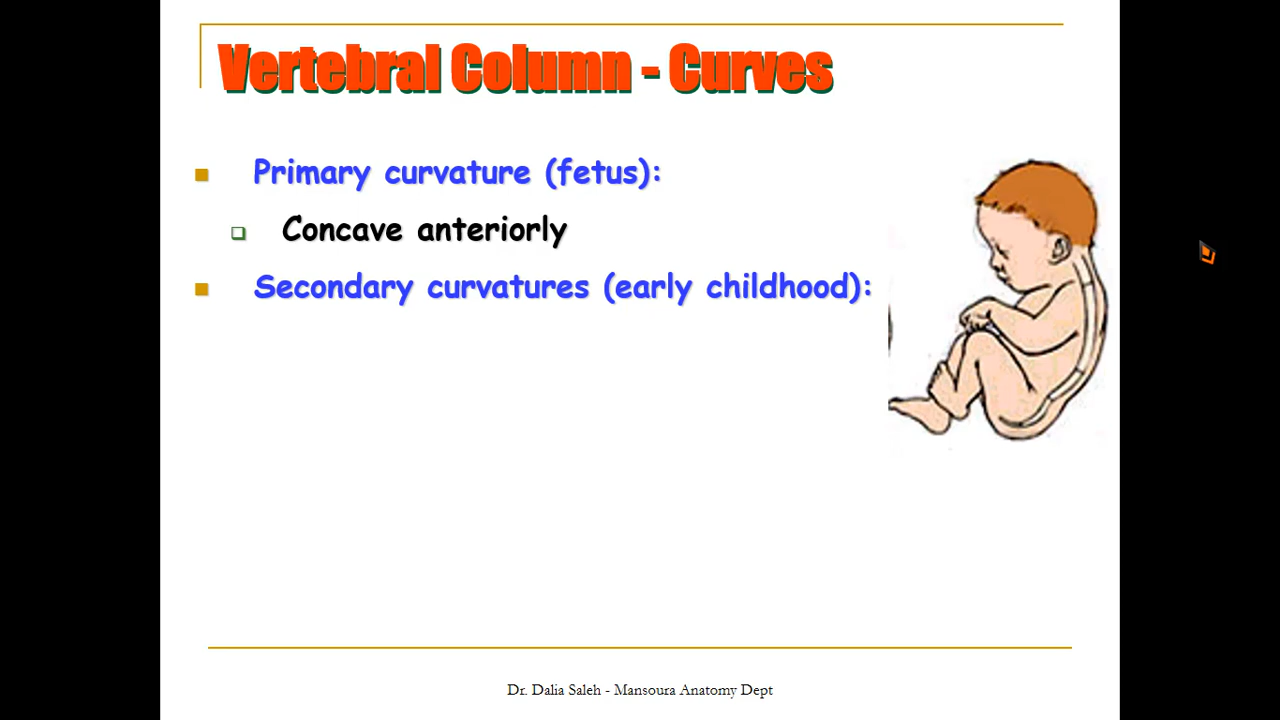 Vertebral Column - Curves
Primary curvature (fetus):
Concave anteriorly
Secondary curvatures (early childhood):
Dr. Dalia Saleh - Mansoura Anatomy Dept